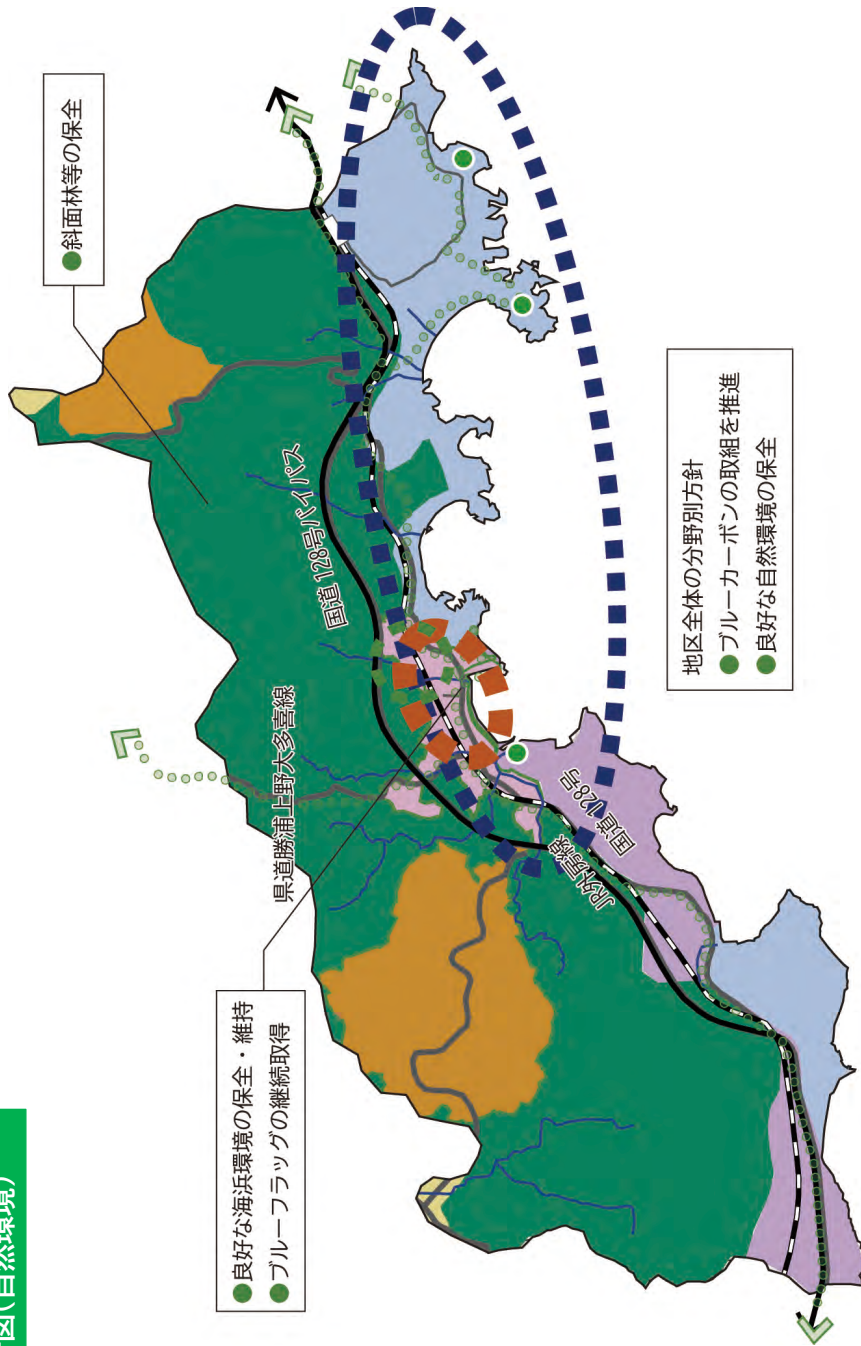 図(自然環境)
●斜面林等の保全
国道128号バイパス
県道勝浦上野大多喜線
●良好な海浜環境の保全・維持
●ブルーフラッグの継続取得
JR外房線
国道128号
地区全体の分野別方針
●ブルーカーボンの取組を推進
●良好な自然環境の保全